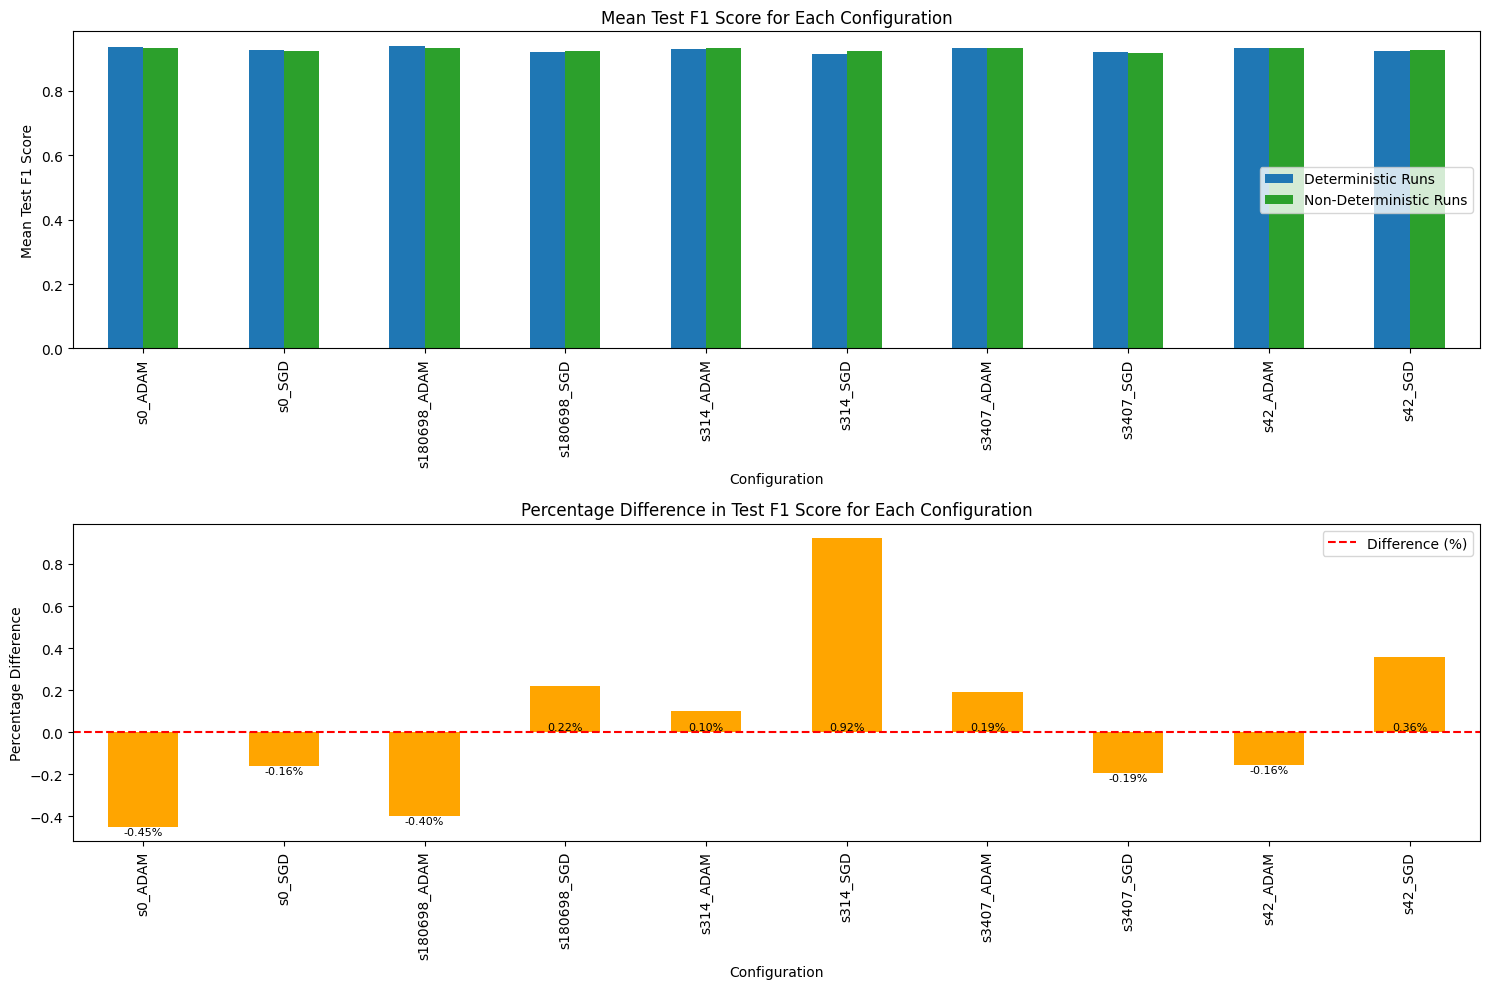 Mean Test F1 Score for Each Configuration
Mean Test F1 Score
0.8
0.6
0.4
0.2
0.0
Deterministic Runs
Non-Deterministic Runs
s0_ADAM
s0_SGD
s180698_ADAM
s180698_SGD
s314_ADAM
s314_SGD
s3407_ADAM
s3407_SGD
s42_ADAM
s42_SGD
Configuration
Percentage Difference in Test F1 Score for Each Configuration
Percentage Difference
0.8
0.6
0.4
0.2
0.0
−0.2
−0.4
Difference (%)
-0.45%
-0.16%
-0.40%
0.22%
0.10%
0.92%
0.19%
-0.19%
-0.16%
0.36%
s0_ADAM
s0_SGD
s180698_ADAM
s180698_SGD
s314_ADAM
s314_SGD
s3407_ADAM
s3407_SGD
s42_ADAM
s42_SGD
Configuration